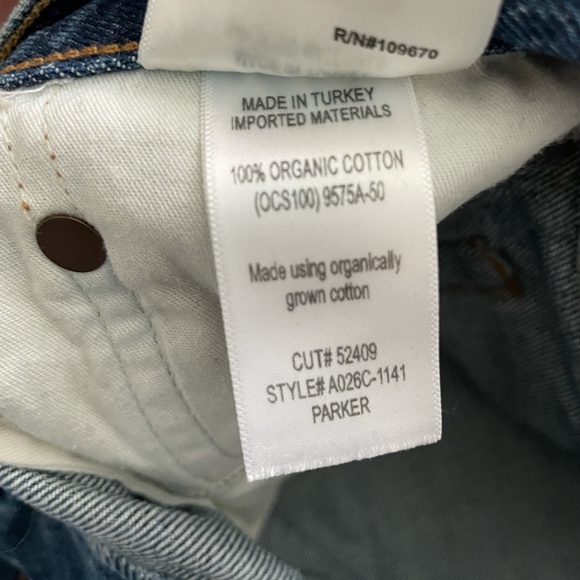 R/N#109670
MADE IN TURKEY
IMPORTED MATERIALS
100% ORGANIC COTTON
(OCS100) 9575A-50
Made using organically
grown cotton
CUT# 52409
STYLE# A026C-1141
PARKER